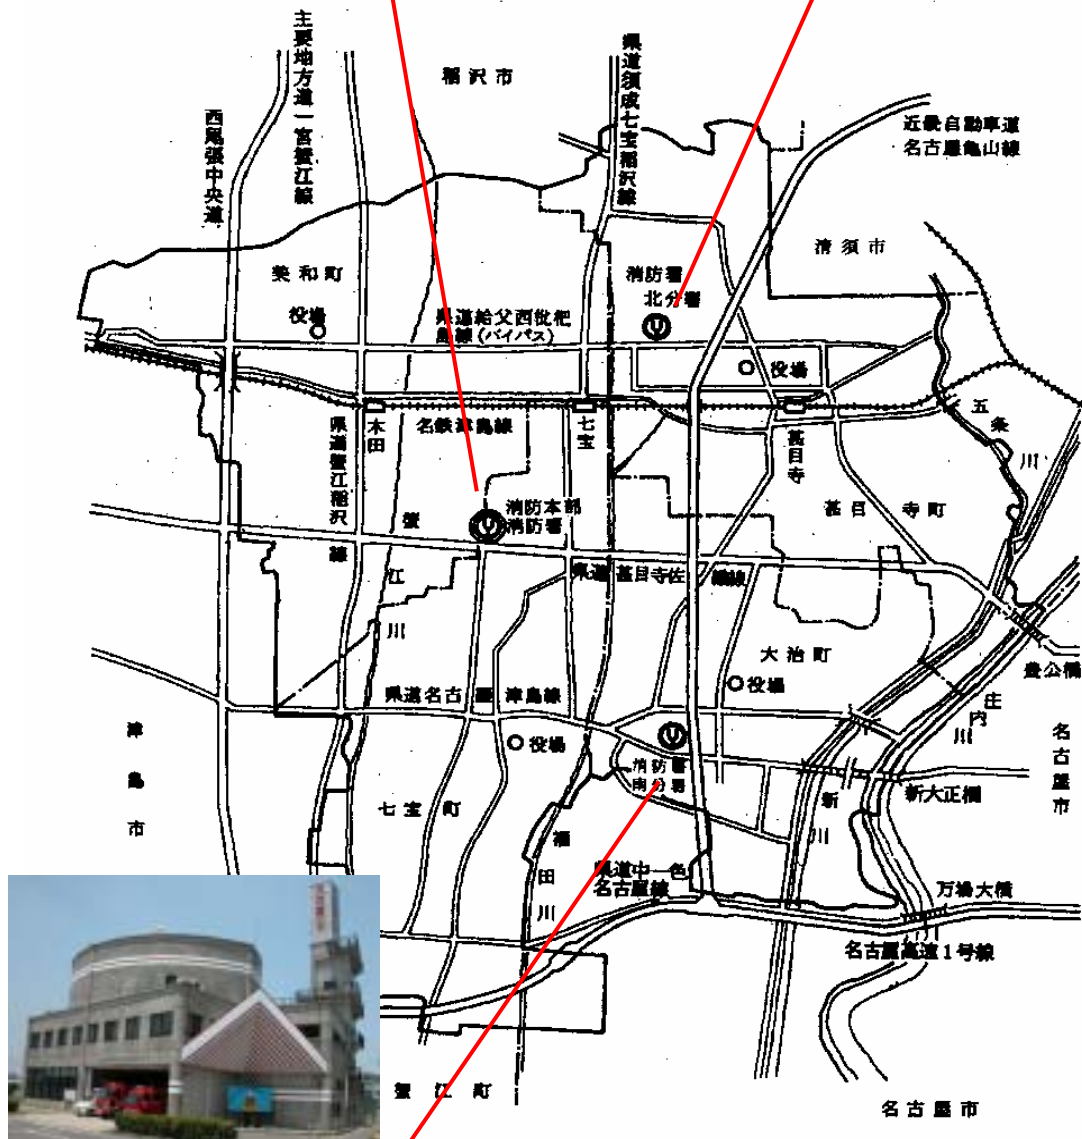 主要地方道一宮蟹江線
西尾張中央道
稲沢市
県道須成七宝稲沢線
近畿自動車道
名古屋亀山線
清須市
美和町
役場
消防署
北分署
県道給父西枇杷
島線(バイパス)
役場
県道蟹江稲沢線
木田
名鉄津島線
七宝
甚目寺
五条川
消防本部
消防署
甚目寺町
蟹江川
県道甚目寺佐織線
大治町
役場
豊公橋
県道名古屋津島線
役場
消防署
南分署
庄内川
名古屋市
津島市
七宝町
新川
新大正橋
福田川
県道中一色
名古屋線
万場大橋
名古屋高速1号線
蟹江町
名古屋市